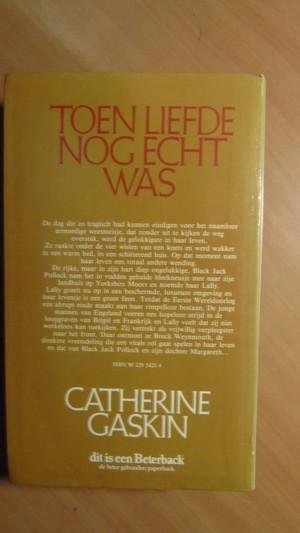 TOEN LIEFDE
NOG ECHT
WAS
De dag die zo tragisch had kunnen eindigen voor het naamloze
armoedige weesmeisje, dat zonder uit te kijken de weg
overstak, werd de gelukkigste in haar leven.
Ze raakte onder de vier wielen van een koets en werd wakker
in een warm bed, in een schitterend huis. Op dat moment nam
haar leven een totaal andere wending.
De rijke, maar in zijn hart diep ongelukkige, Black Jack
Pollock nam het in vodden gehulde bleekneusje mee naar zijn
landhuis op Yorkshire Moors en noemde haar Lally.
Lally groeit nu op in een beschermde, luxueuze omgeving en
haar leventje is een groot feest. Totdat de Eerste Wereldoorlog
een abrupt einde maakt aan haar rimpelloze bestaan. De jonge
mannen van Engeland voeren een hopeloze strijd in de
loopgraven van België en Frankrijk en Lally voelt dat zij niet
werkeloos kan toekijken. Zij vertrekt als vrijwillig verpleegster
naar het front. Daar ontmoet ze Brock Weymouth, de
donkere vreemdeling die een vitale rol gaat spelen in haar leven
en dat van Black Jack Pollock en zijn dochter Margareth...
ISBN 90 229 5425 4
CATHERINE
GASKIN
dit is een Beterback
de beter gebonden paperback.